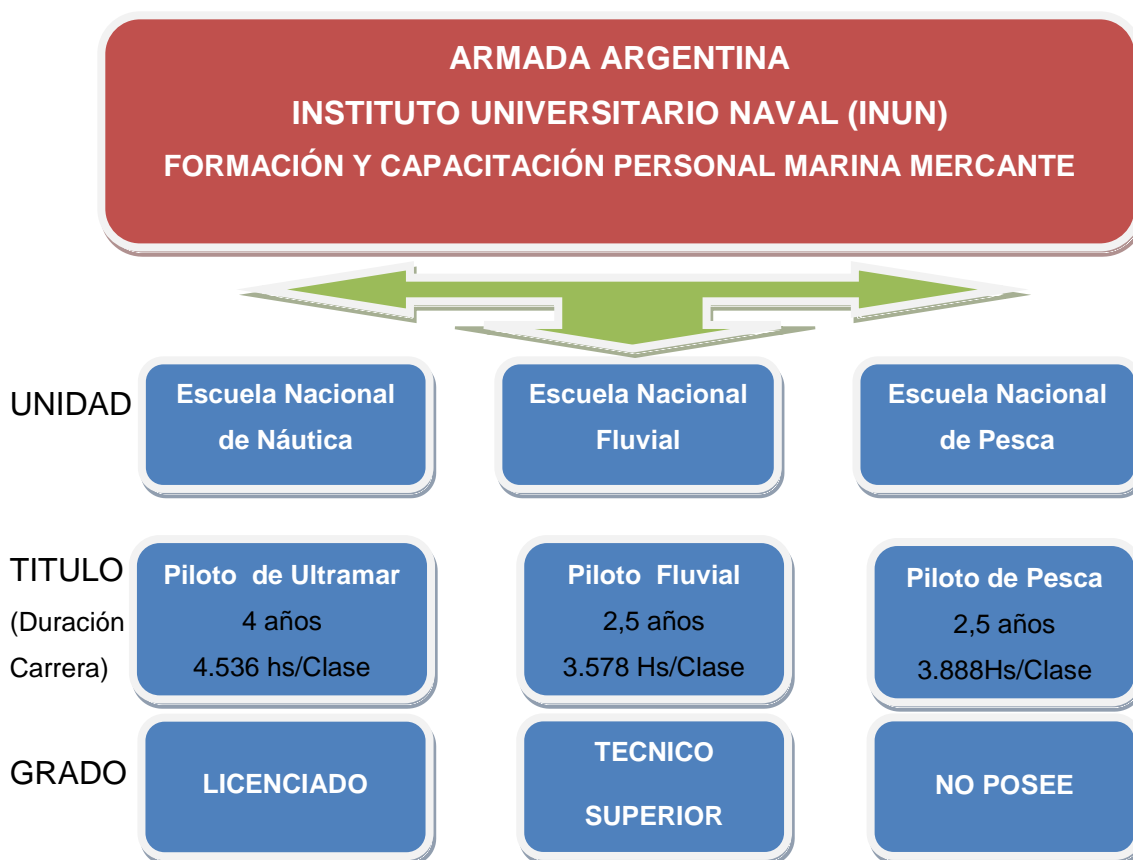 ARMADA ARGENTINA
INSTITUTO UNIVERSITARIO NAVAL (INUN)
FORMACIÓN Y CAPACITACIÓN PERSONAL MARINA MERCANTE
UNIDAD
Escuela Nacional
de Náutica
Escuela Nacional
Fluvial
Escuela Nacional
de Pesca
TITULO
(Duración
Carrera)
Piloto de Ultramar
4 años
4.536 hs/Clase
Piloto Fluvial
2,5 años
3.578 Hs/Clase
Piloto de Pesca
2,5 años
3.888Hs/Clase
GRADO
LICENCIADO
TECNICO
SUPERIOR
NO POSEE